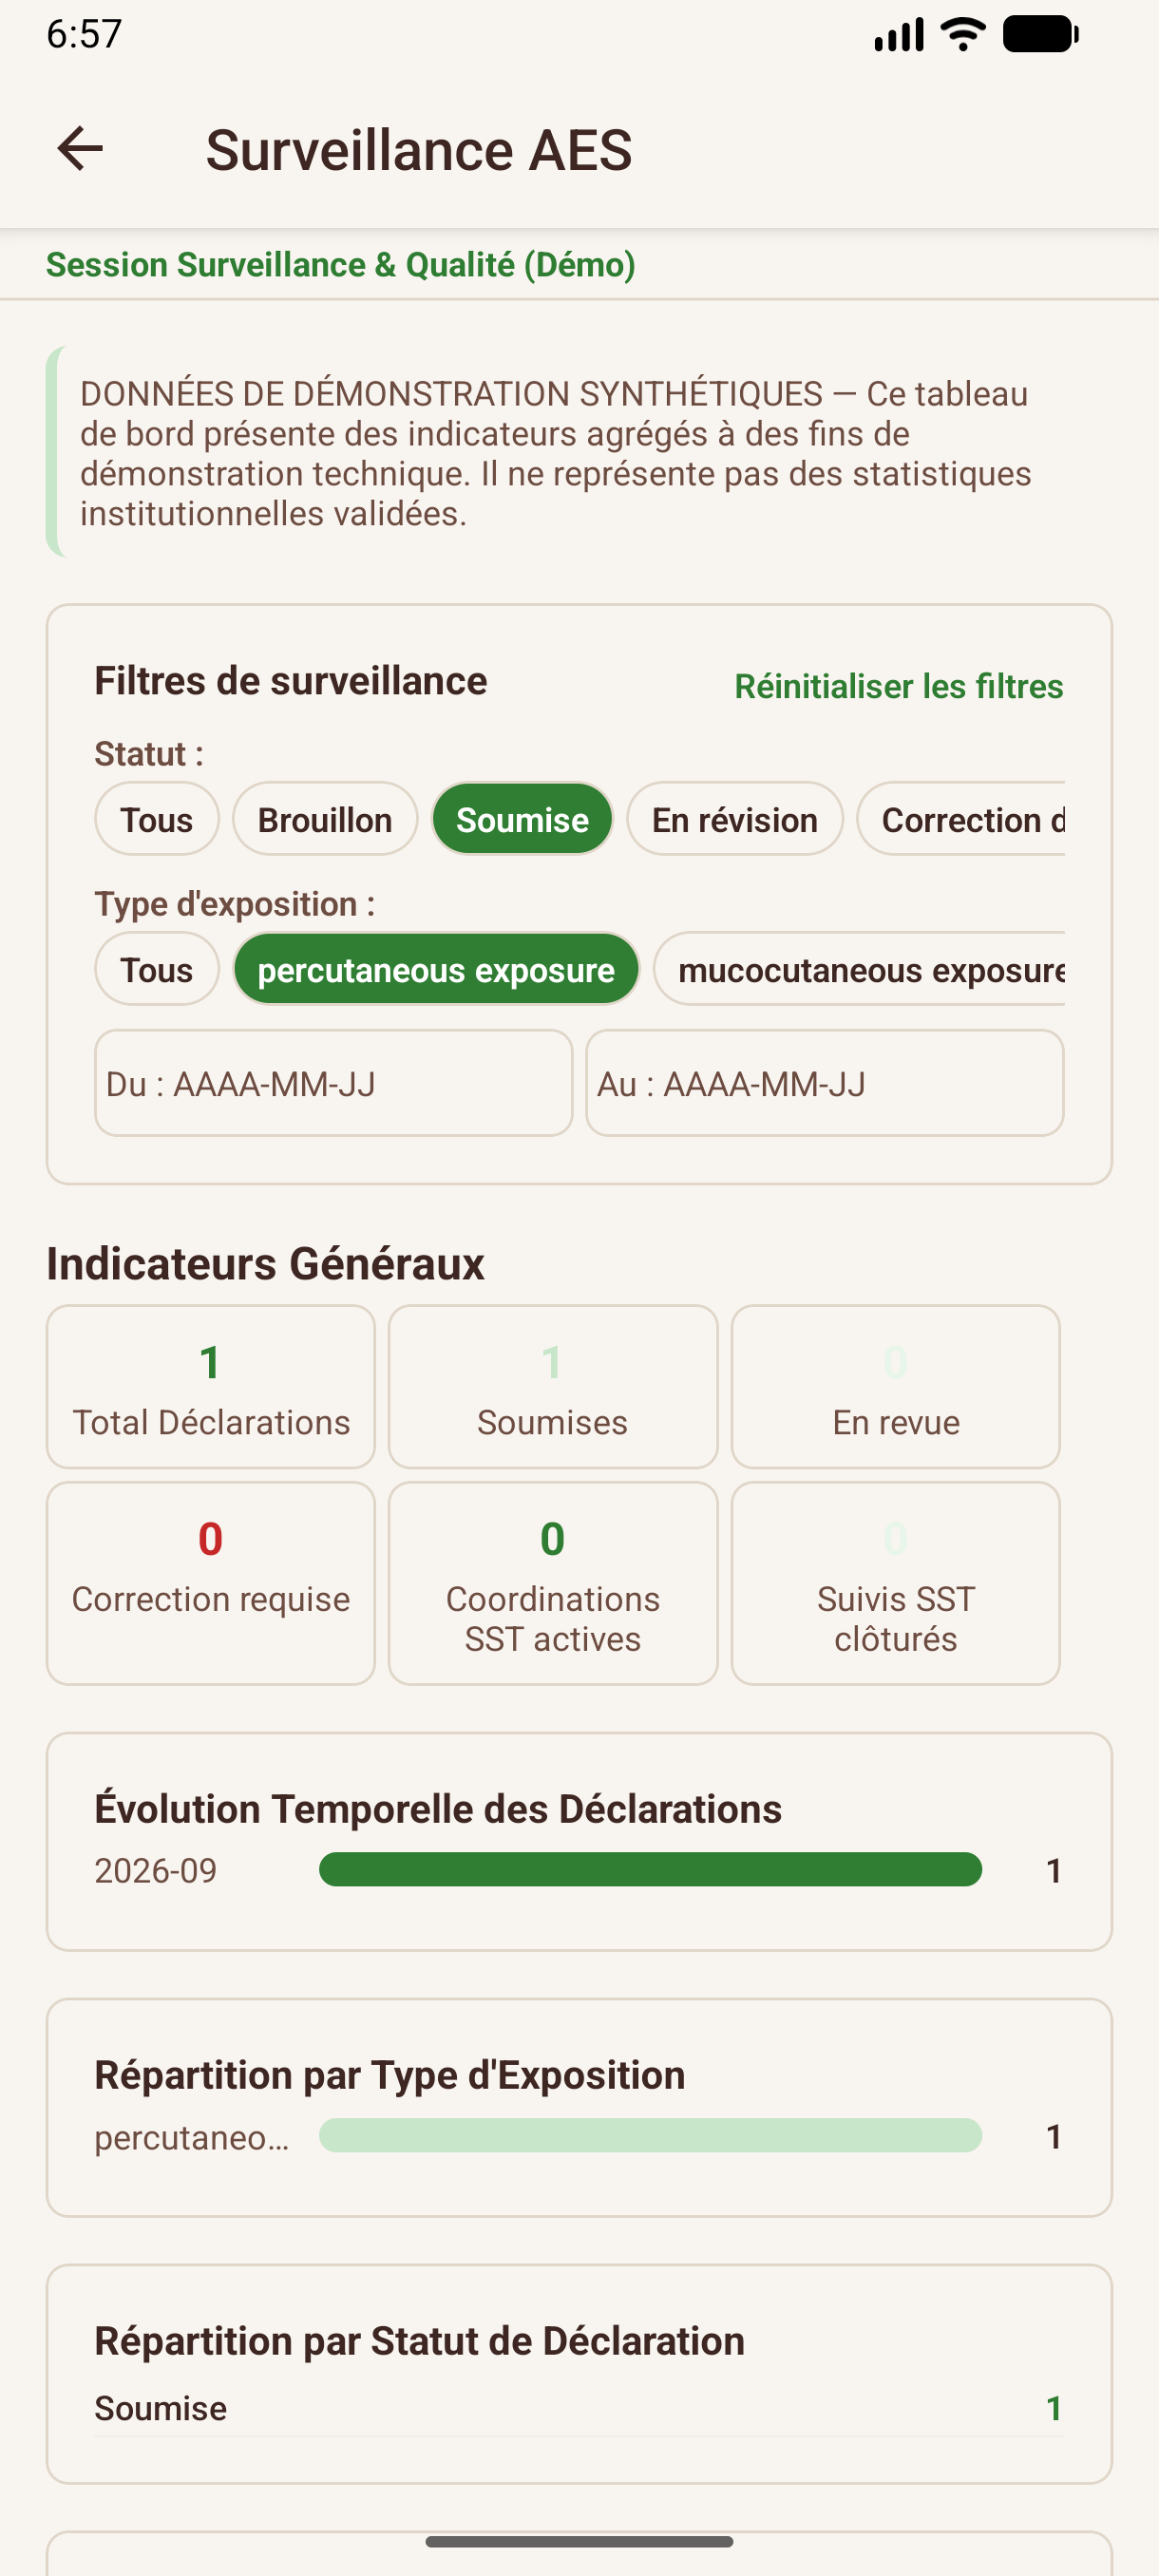 6:57
Surveillance AES
Session Surveillance & Qualité (Démo)
DONNÉES DE DÉMONSTRATION SYNTHÉTIQUES — Ce tableau
de bord présente des indicateurs agrégés à des fins de
démonstration technique. Il ne représente pas des statistiques
institutionnelles validées.
Filtres de surveillance
Réinitialiser les filtres
Statut :
Tous
Brouillon
Soumise
En révision
Correction d
Type d'exposition :
Tous
percutaneous exposure
mucocutaneous exposure
Du : AAAA-MM-JJ
Au : AAAA-MM-JJ
Indicateurs Généraux
1
Total Déclarations
1
Soumises
0
En revue
0
Correction requise
0
Coordinations
SST actives
0
Suivis SST
clôturés
Évolution Temporelle des Déclarations
2026-09
1
Répartition par Type d'Exposition
percutaneo...
1
Répartition par Statut de Déclaration
Soumise
1